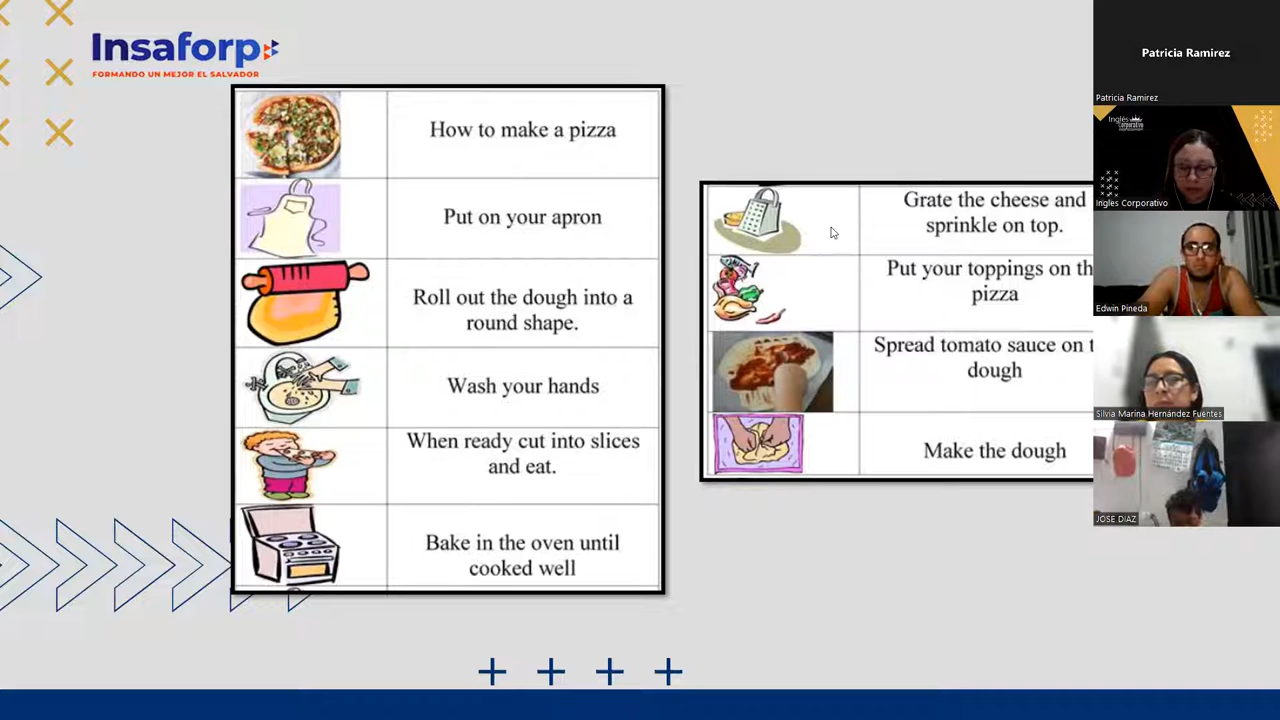 Insaforp
FORMANDO UN MEJOR EL SALVADOR
How to make a pizza
Put on your apron
Roll out the dough into a
round shape.
Wash your hands
When ready cut into slices
and eat.
Bake in the oven until
cooked well
Grate the cheese and
sprinkle on top.
Put your toppings on th
pizza
Spread tomato sauce on t
dough
Make the dough
Patricia Ramirez
Patricia Ramirez
Inglés
Corporativo
Ingles Corporativo
Edwin Pineda
Silvia Marina Hernández Fuentes
JOSE DIAZ